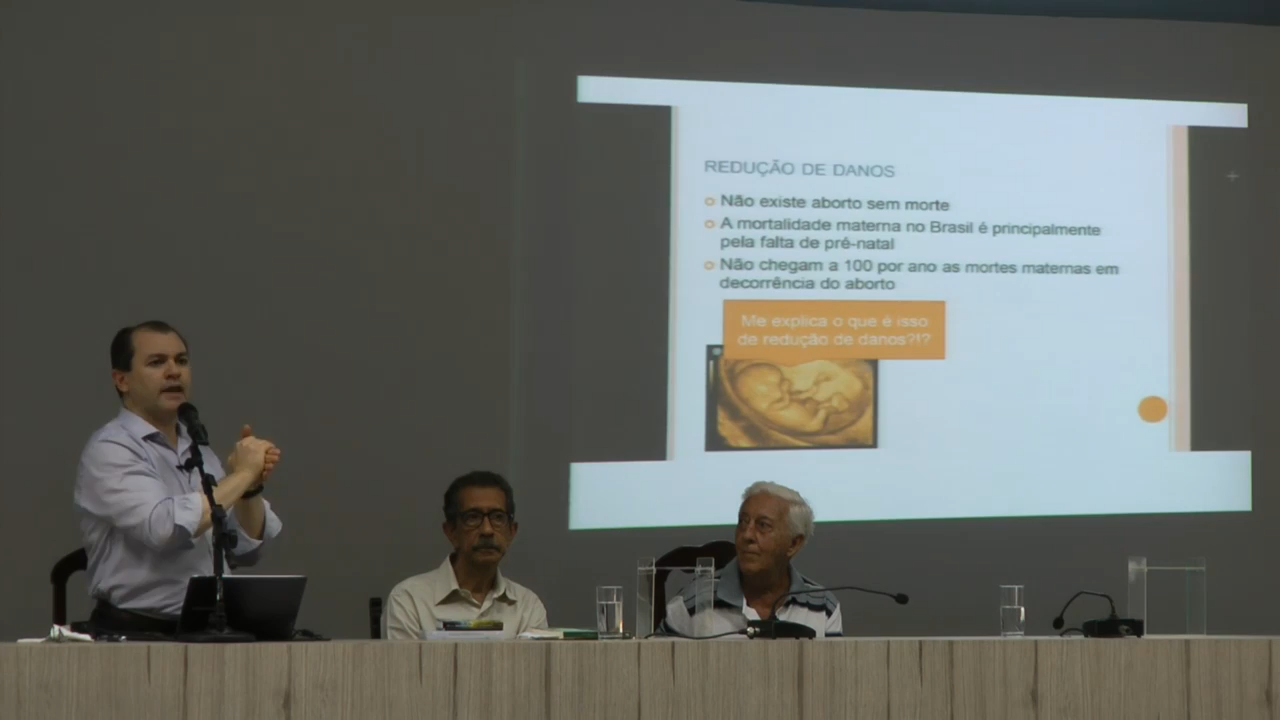 REDUÇÃO DE DANOS
Não existe aborto sem morte
A mortalidade materna no Brasil é principalmente
pela falta de pré-natal
Não chegam a 100 por ano as mortes maternas em
decorrência do aborto
Me explica o que é isso
de redução de danos?!?